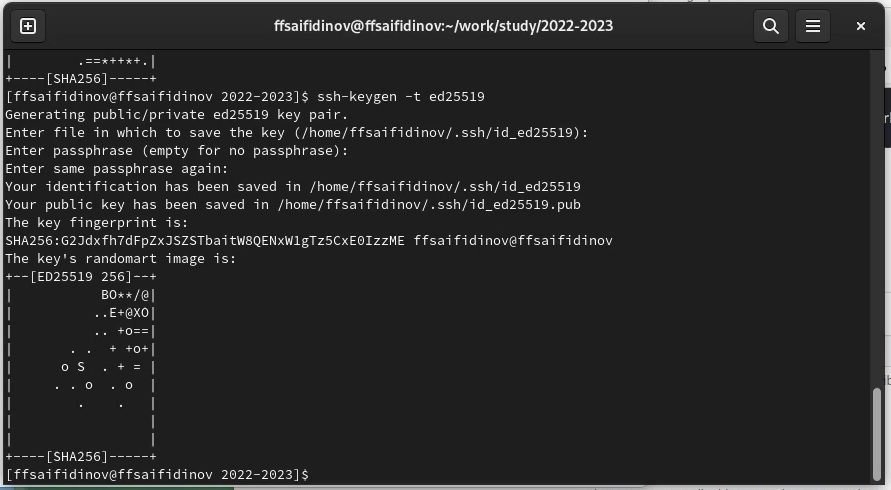 ffsaifidinov@ffsaifidinov:~/work/study/2022-2023
|        .==*++*+.|
+----[SHA256]-----+
[ffsaifidinov@ffsaifidinov 2022-2023]$ ssh-keygen -t ed25519
Generating public/private ed25519 key pair.
Enter file in which to save the key (/home/ffsaifidinov/.ssh/id_ed25519):
Enter passphrase (empty for no passphrase):
Enter same passphrase again:
Your identification has been saved in /home/ffsaifidinov/.ssh/id_ed25519
Your public key has been saved in /home/ffsaifidinov/.ssh/id_ed25519.pub
The key fingerprint is:
SHA256:G2Jdxfh7dFpZxJSZSTbaitW8QENxW1gTz5CxE0IzzME ffsaifidinov@ffsaifidinov
The key's randomart image is:
+--[ED25519 256]--+
|           BO**/@|
|          ..E+@XO|
|          .. +o==|
|       . .  + +o+|
|      o S  . + = |
|     . . o  . o  |
|        .    .   |
|                 |
|                 |
+----[SHA256]-----+
[ffsaifidinov@ffsaifidinov 2022-2023]$